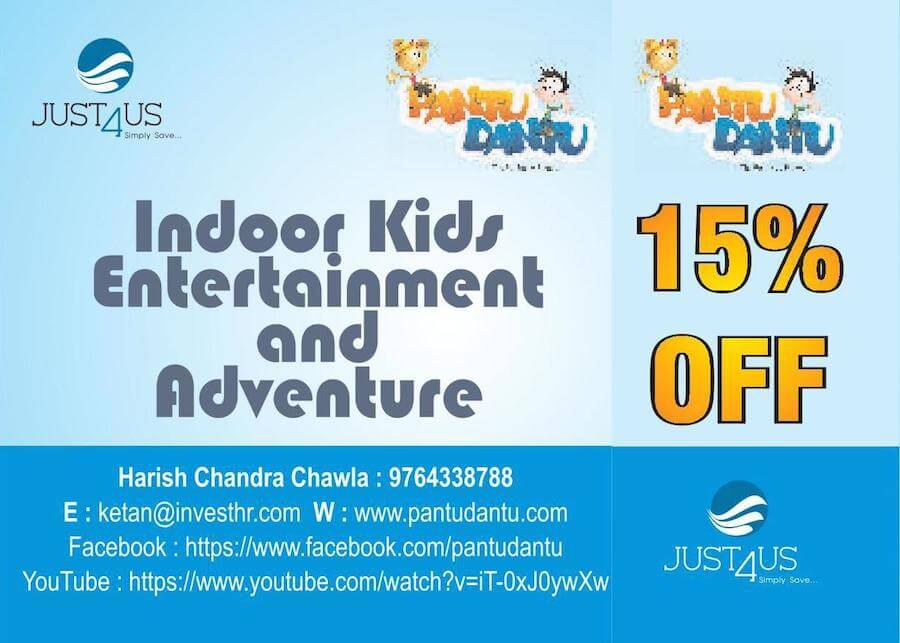 JUST4US
Simply Save...
PANTU
DANTU
PANTU
DANTU
Indoor Kids
Entertainment
and
Adventure
15%
OFF
Harish Chandra Chawla : 9764338788
E : ketan@investhr.com W : www.pantudantu.com
Facebook : https://www.facebook.com/pantudantu
YouTube : https://www.youtube.com/watch?v=iT-0xJ0ywXw
JUST4US
Simply Save...